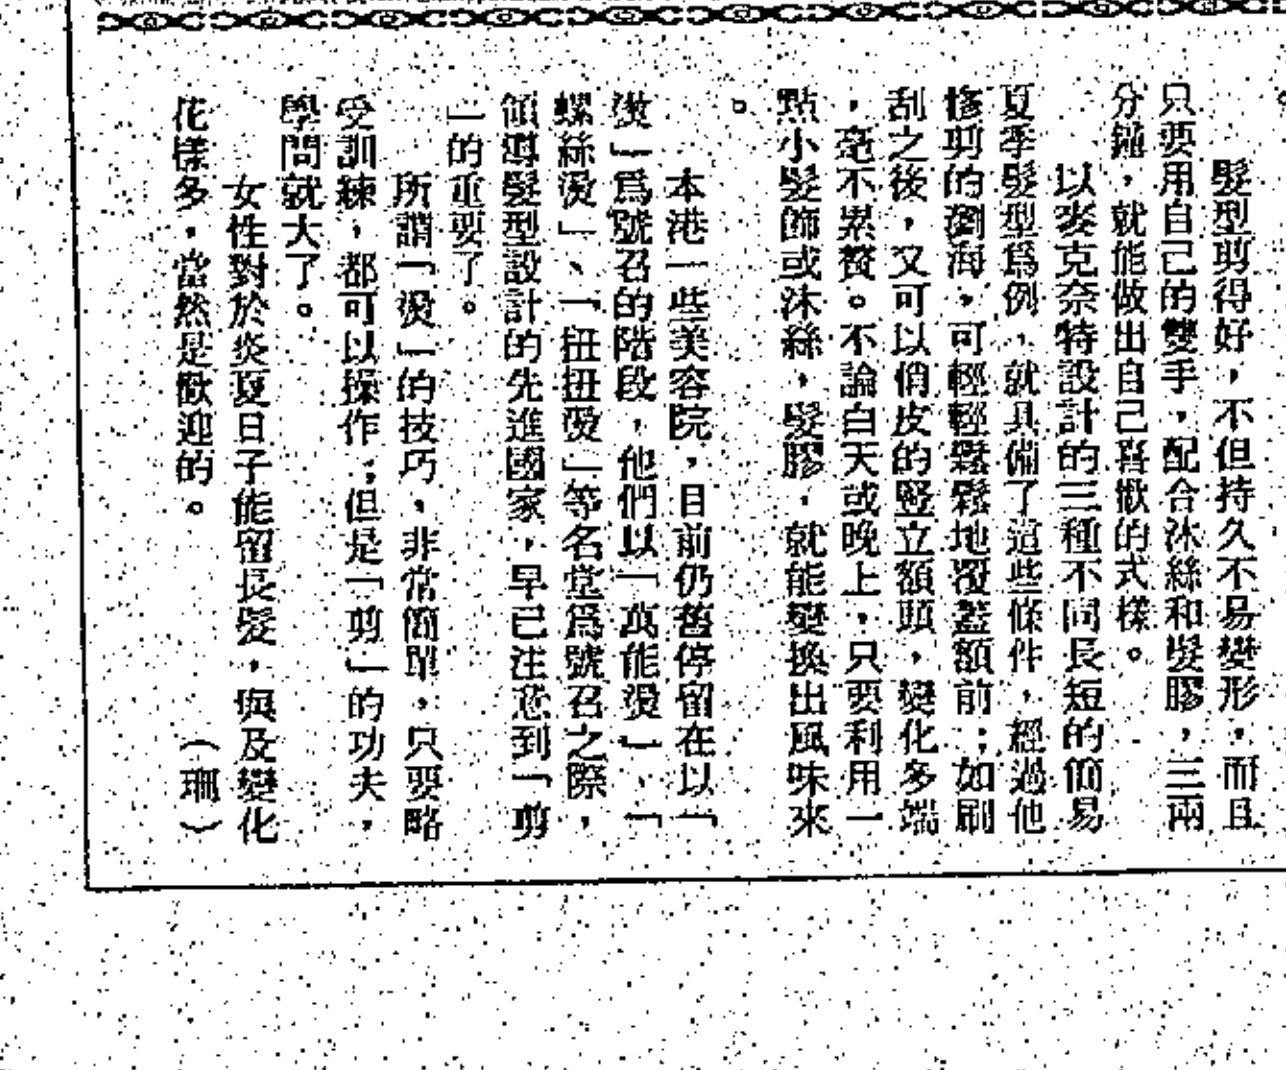 髮型剪得好，不但持久不易變形，而且
只要用自己的雙手，配合沐絲和髮膠，三兩
分鐘，就能做出自己喜歡的式樣。
以麥克奈特設計的三種不同長短的簡易
夏季髮型爲例，就具備了這些條件，經過他
修剪的瀏海，可輕輕鬆鬆地覆蓋額前；如刷
刮之後，又可以俏皮的豎立額頭，變化多端
，毫不累贅。不論白天或晚上，只要利用一
點小髮飾或沐絲，髮膠，就能變換出風味來
。
本港一些美容院，目前仍舊停留在以「
燙」爲號召的階段，他們以「萬能燙」、「
螺絲燙」、「扭扭燙」等名堂爲號召之際，
領導髮型設計的先進國家，早已注意到「剪
」的重要了。
所謂「燙」的技巧，非常簡單，只要略
受訓練，都可以操作；但是「剪」的功夫，
學問就大了。
女性對於炎夏日子能留長髮，與及變化
花樣多，當然是歡迎的。　（珊）